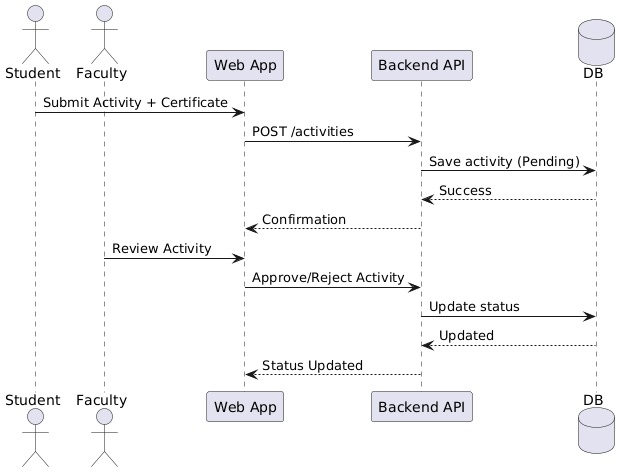 Student
Faculty
Web App
Backend API
DB
Submit Activity + Certificate
POST /activities
Save activity (Pending)
Success
Confirmation
Review Activity
Approve/Reject Activity
Update status
Updated
Status Updated
Student
Faculty
Web App
Backend API
DB